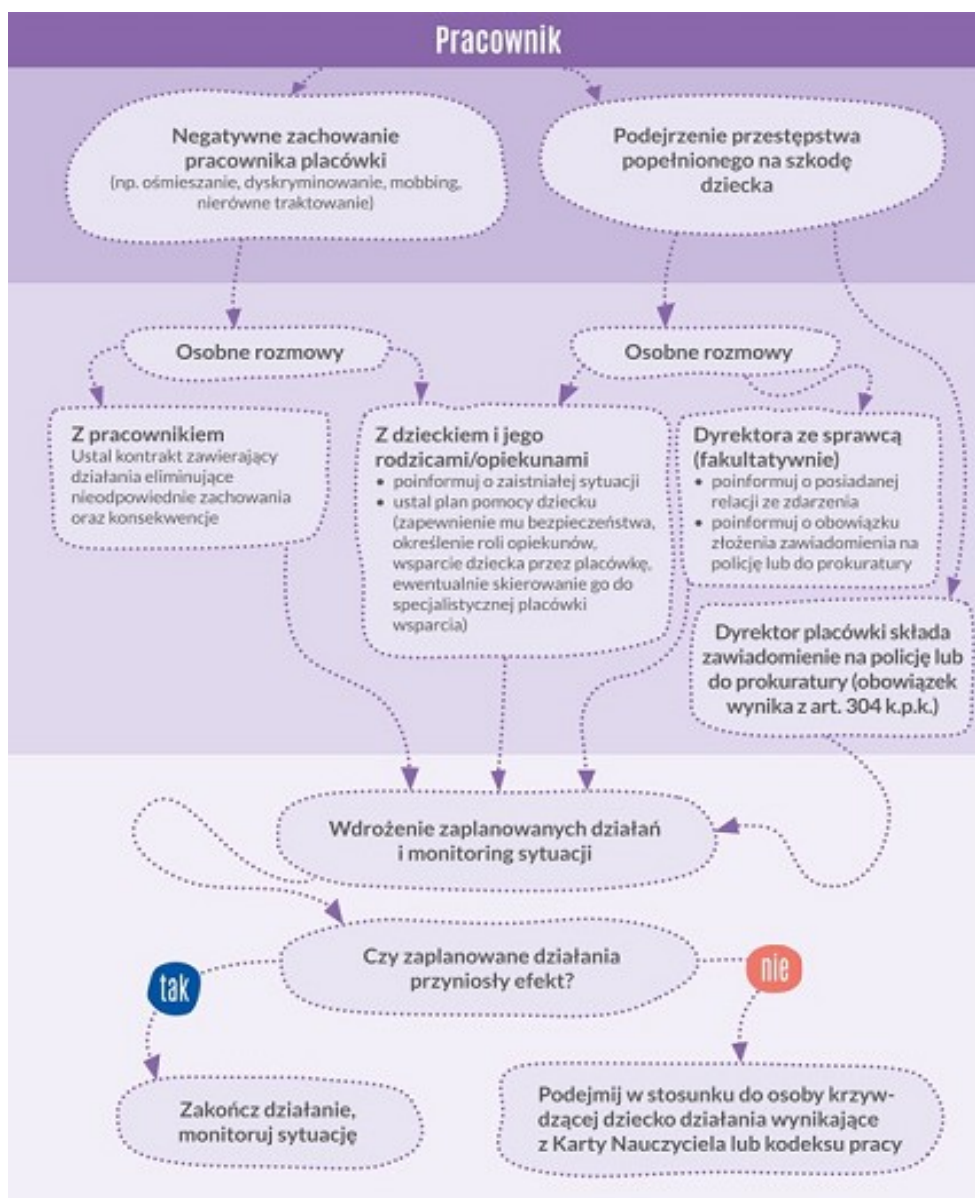 Pracownik
Negatywne zachowanie
pracownika placówki
(np. ośmieszanie, dyskryminowanie, mobbing,
nierówne traktowanie)
Podejrzenie przestępstwa
popełnionego na szkodę
dziecka
Osobne rozmowy
Osobne rozmowy
Z pracownikiem
Ustal kontrakt zawierający
działania eliminujące
nieodpowiednie zachowania
oraz konsekwencje
Z dzieckiem i jego
rodzicami/opiekunami
• poinformuj o zaistniałej sytuacji
• ustal plan pomocy dziecku
(zapewnienie mu bezpieczeństwa,
określenie roli opiekunów,
wsparcie dziecka przez placówkę,
ewentualnie skierowanie go do
specjalistycznej placówki
wsparcia)
Dyrektora ze sprawcą
(fakultatywnie)
• poinformuj o posiadanej
relacji ze zdarzenia
• poinformuj o obowiązku
złożenia zawiadomienia na
policję lub do prokuratury
Dyrektor placówki składa
zawiadomienie na policję lub
do prokuratury (obowiązek
wynika z art. 304 k.p.k.)
Wdrożenie zaplanowanych działań
i monitoring sytuacji
Czy zaplanowane działania
przyniosły efekt?
tak
nie
Zakończ działanie,
monitoruj sytuację
Podejmij w stosunku do osoby krzyw-
dzącej dziecko działania wynikające
z Karty Nauczyciela lub kodeksu pracy